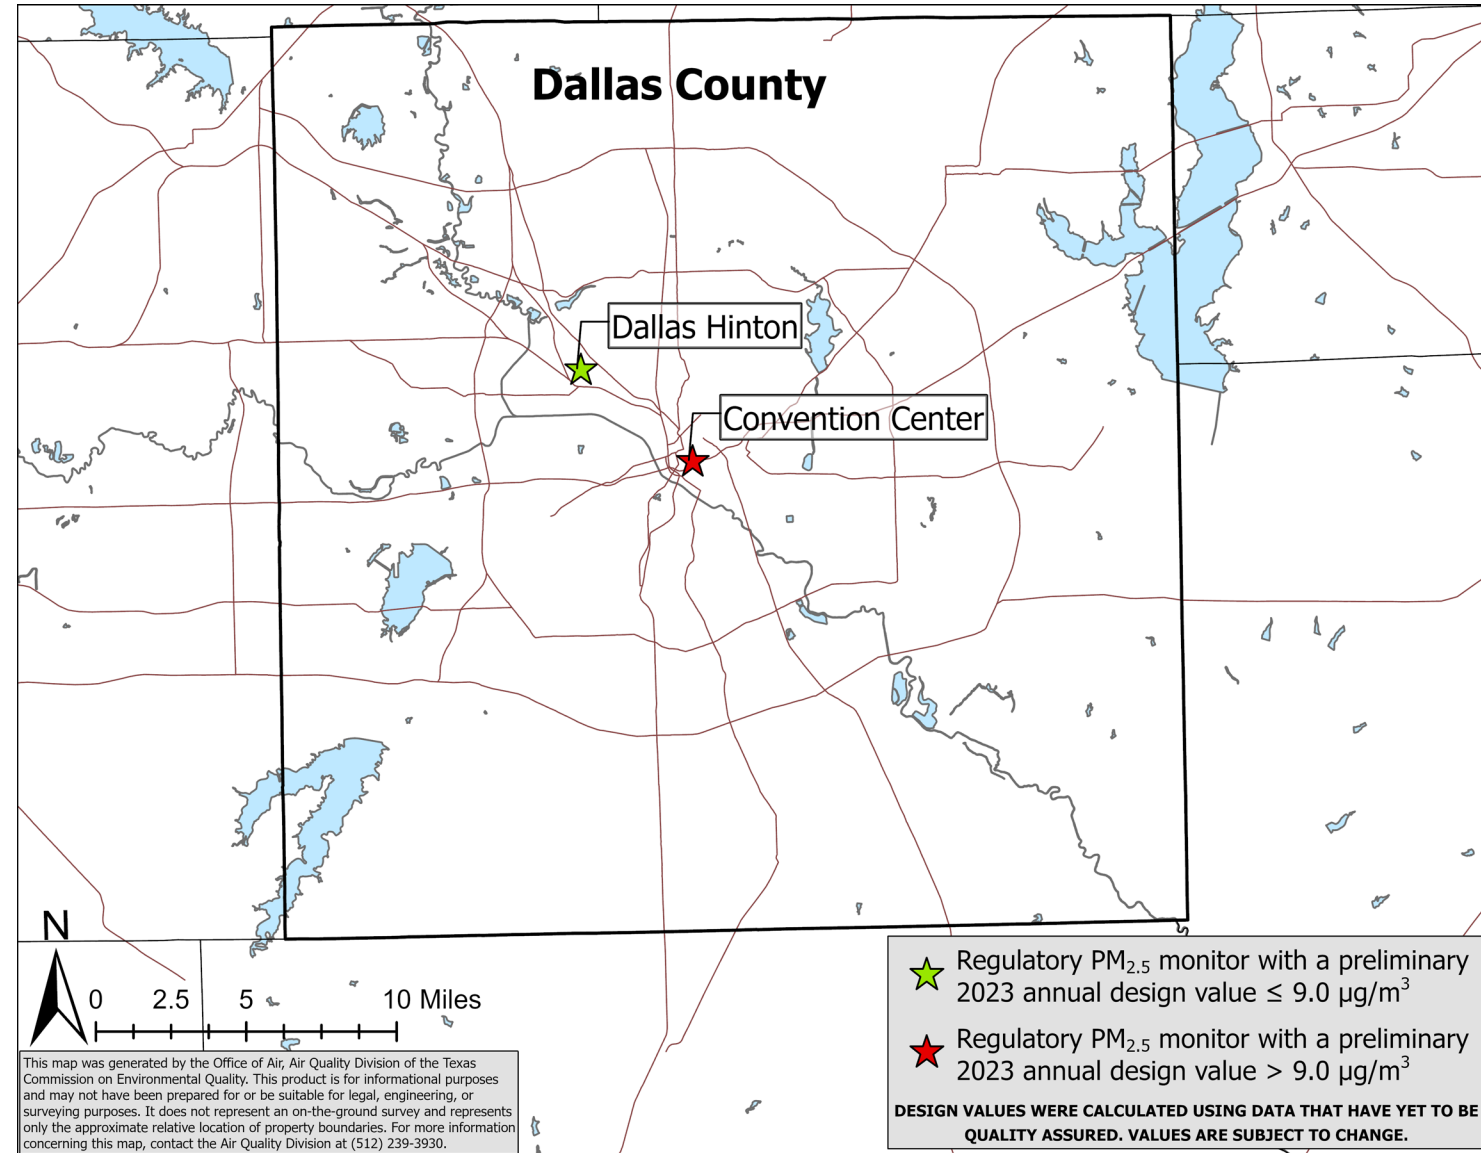 Dallas County
Dallas Hinton
Convention Center
N
0 2.5 5 10 Miles
This map was generated by the Office of Air, Air Quality Division of the Texas
Commission on Environmental Quality. This product is for informational purposes
and may not have been prepared for or be suitable for legal, engineering, or
surveying purposes. It does not represent an on-the-ground survey and represents
only the approximate relative location of property boundaries. For more information
concerning this map, contact the Air Quality Division at (512) 239-3930.
Regulatory PM2.5 monitor with a preliminary
2023 annual design value ≤ 9.0 µg/m³
Regulatory PM2.5 monitor with a preliminary
2023 annual design value > 9.0 µg/m³
DESIGN VALUES WERE CALCULATED USING DATA THAT HAVE YET TO BE
QUALITY ASSURED. VALUES ARE SUBJECT TO CHANGE.